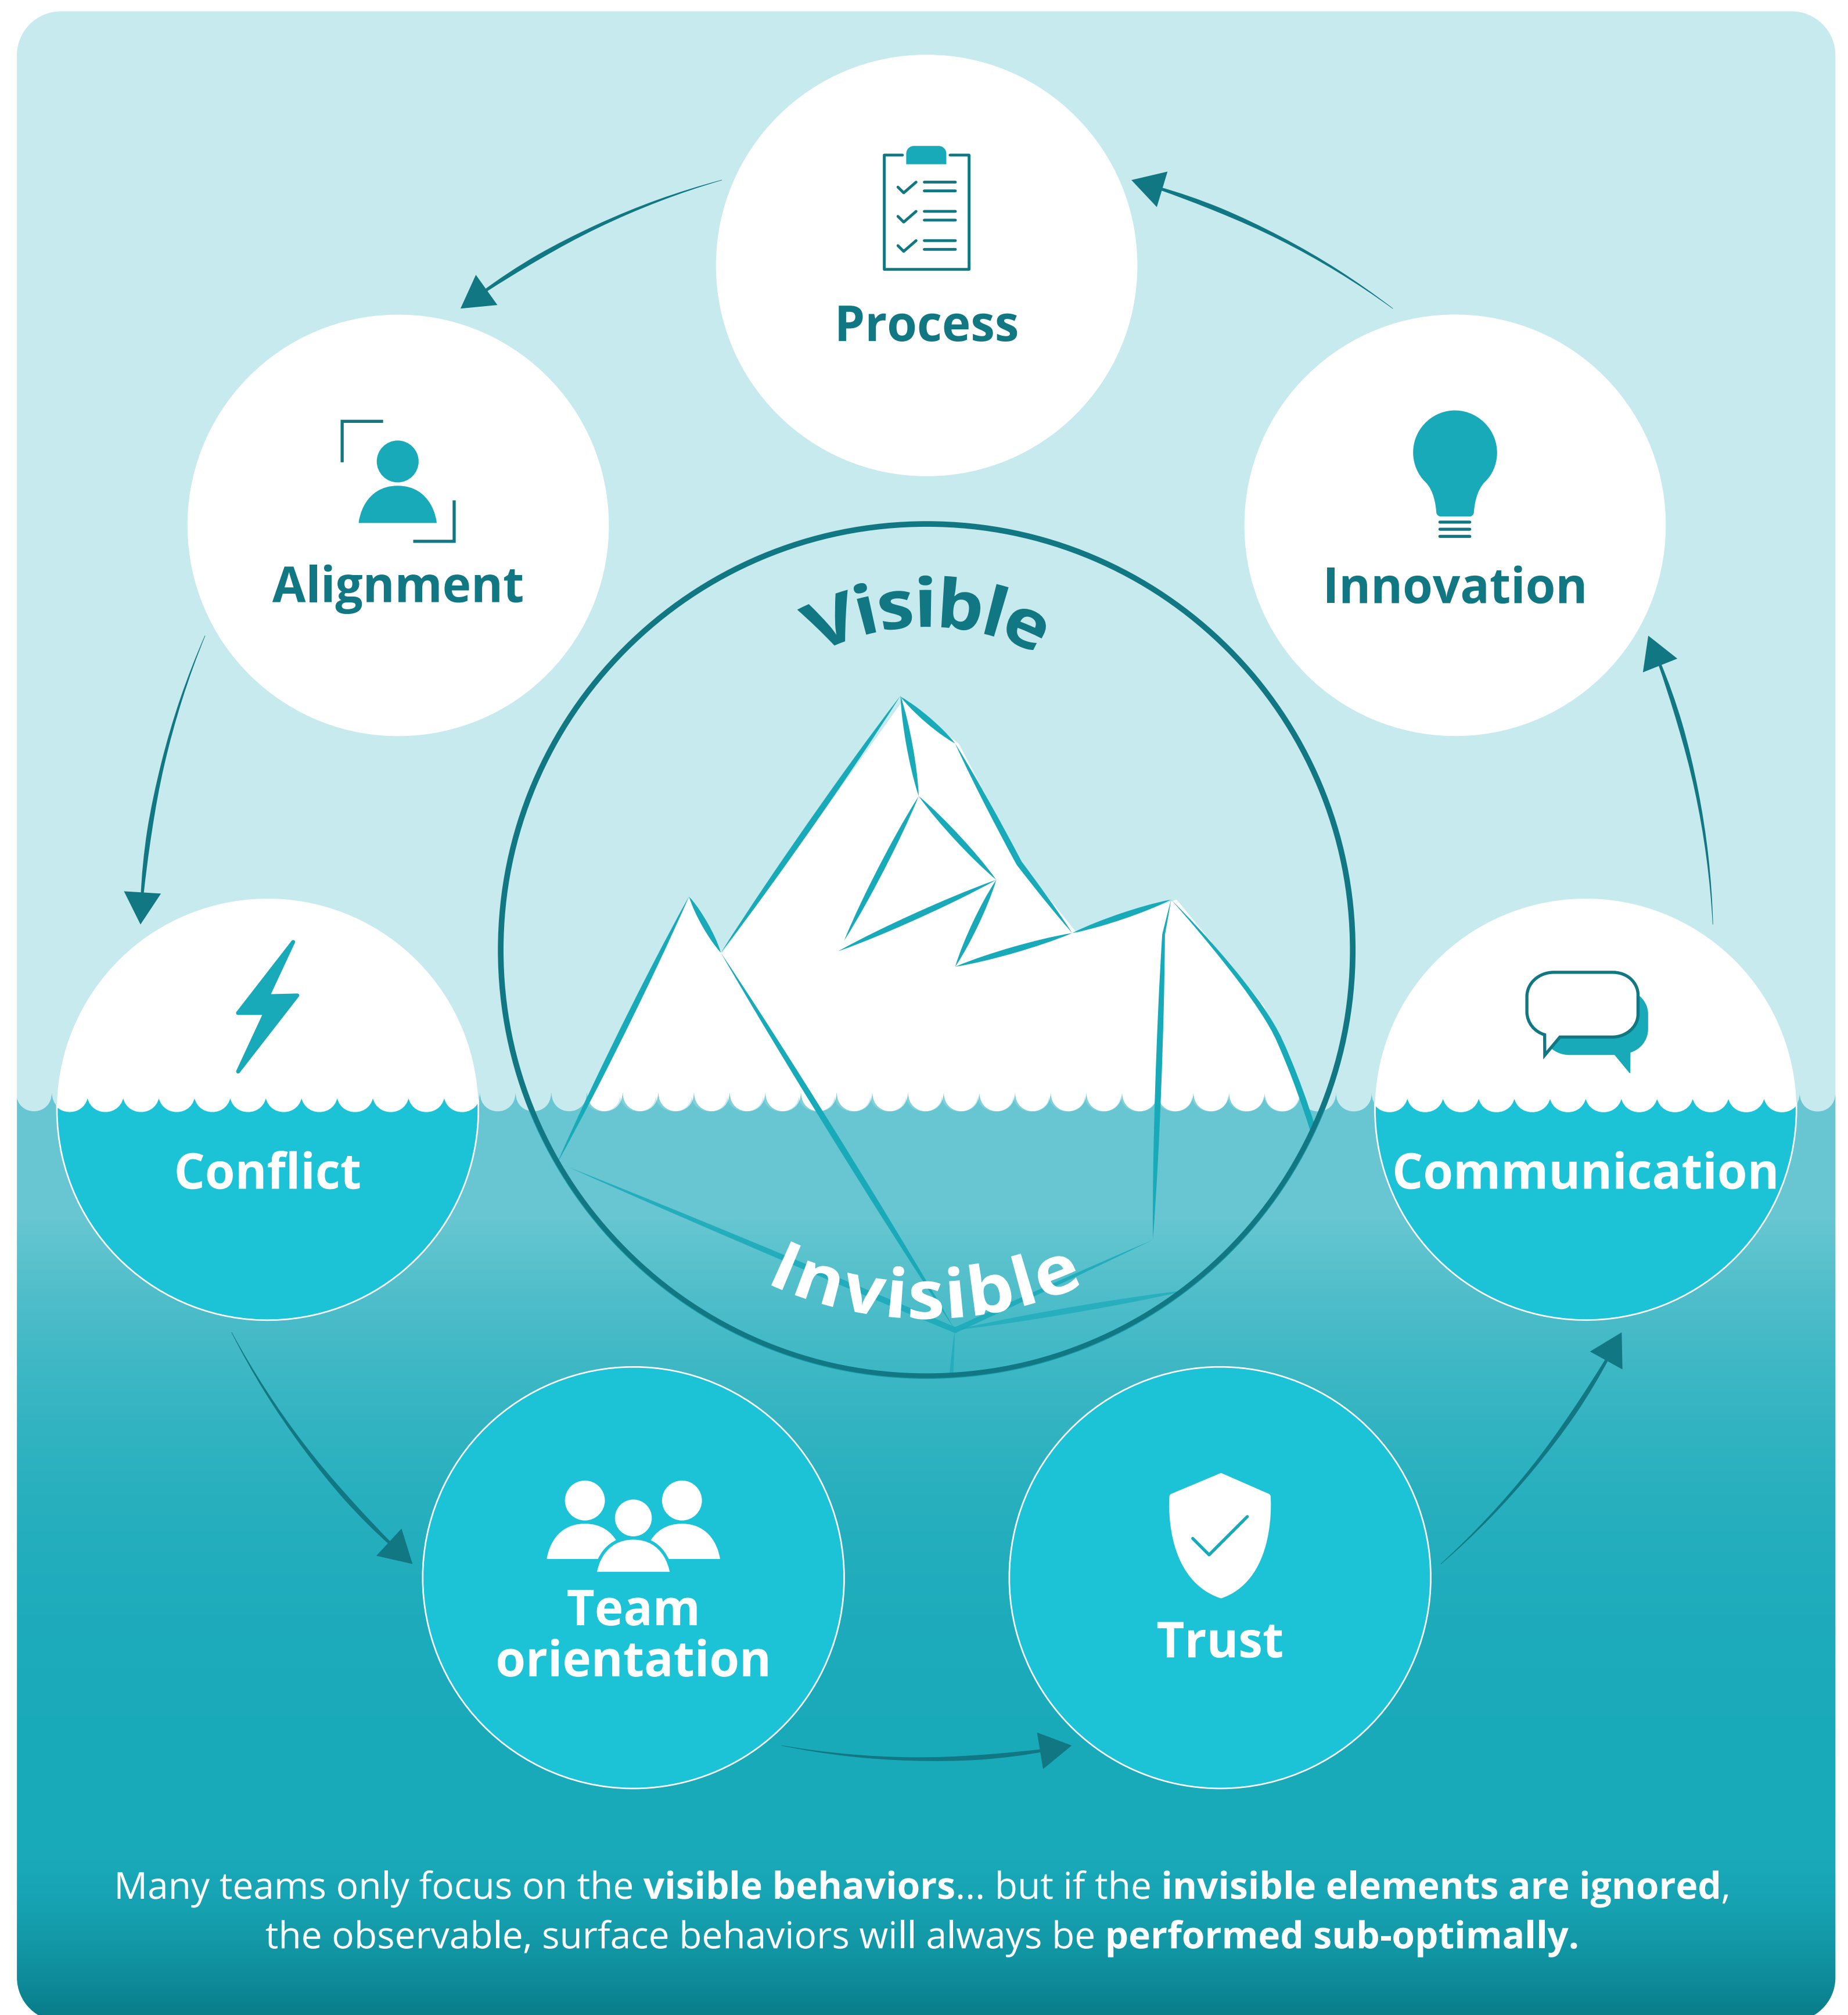 Process
Alignment
Innovation
Visible
Conflict
Communication
Invisible
Team
orientation
Trust
Many teams only focus on the visible behaviors... but if the invisible elements are ignored,
the observable, surface behaviors will always be performed sub-optimally.